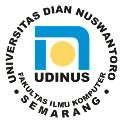 UNIVERSITAS DIAN NUSWANTORO
FAKULTAS ILMU KOMPUTER
UDINUS
• SEMARANG •